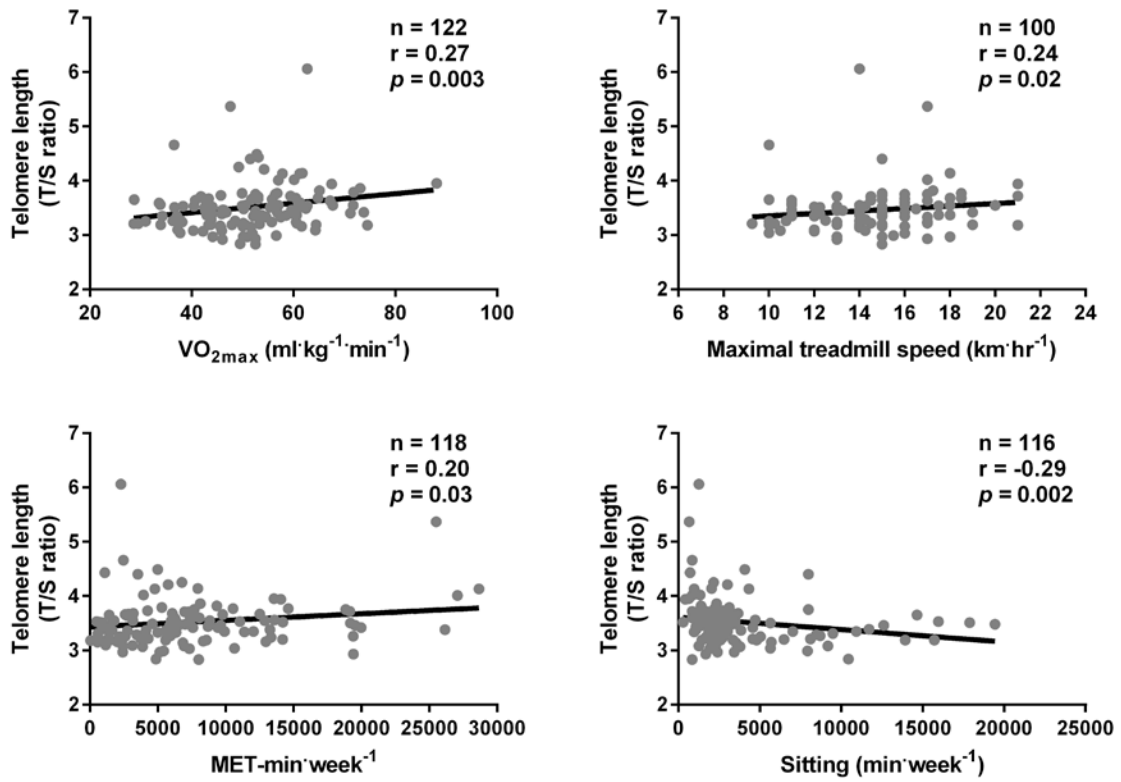 7
6
5
4
3
2
Telomere length
(T/S ratio)
n = 122
r = 0.27
p = 0.003
20 40 60 80 100
VO2max (ml·kg-1·min-1)
7
6
5
4
3
2
Telomere length
(T/S ratio)
n = 100
r = 0.24
p = 0.02
6 8 10 12 14 16 18 20 22 24
Maximal treadmill speed (km·hr-1)
7
6
5
4
3
2
Telomere length
(T/S ratio)
n = 118
r = 0.20
p = 0.03
0 5000 10000 15000 20000 25000 30000
MET-min·week-1
7
6
5
4
3
2
Telomere length
(T/S ratio)
n = 116
r = -0.29
p = 0.002
0 5000 10000 15000 20000 25000
Sitting (min·week-1)